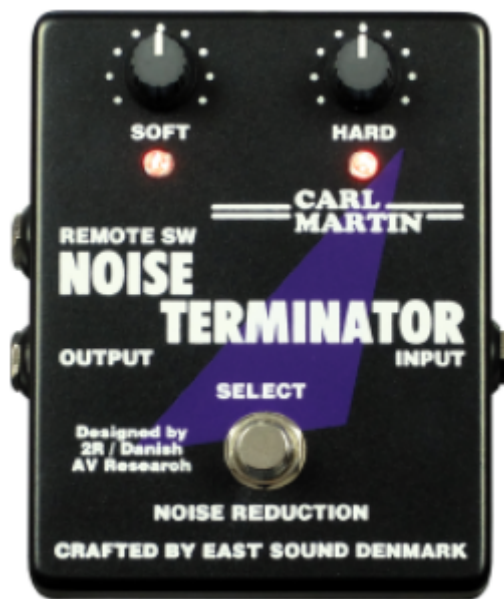 SOFT HARD
CARL
MARTIN
REMOTE SW
NOISE
TERMINATOR
OUTPUT INPUT
SELECT
Designed by
2R / Danish
AV Research
NOISE REDUCTION
CRAFTED BY EAST SOUND DENMARK